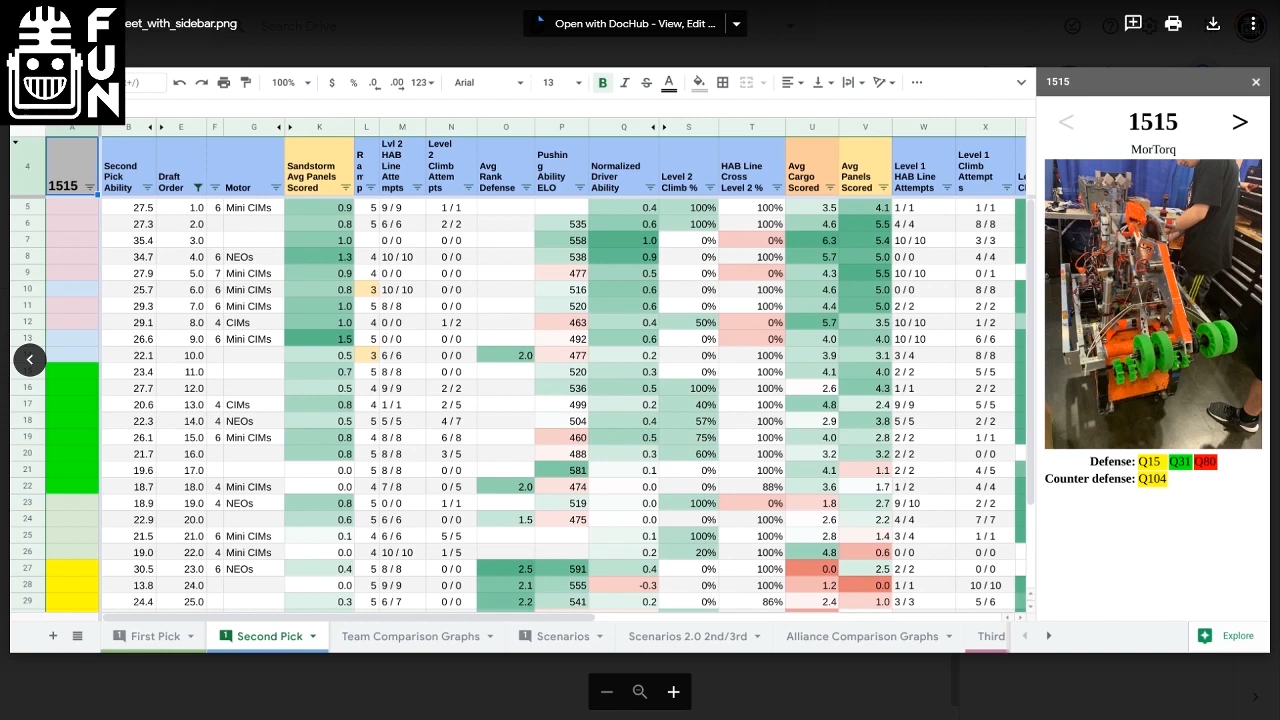 eet_with_sidebar.png
Open with DocHub - View, Edit ...
FUN
+/)
100%
$ % .0 .00 123
Arial
13
B I S A
1515
A B E F G K L M N O P Q S T U V W X
4
1515
Second Pick Ability
Draft Order
Motor
Sandstorm Avg Panels Scored
Ramp
Lvl 2 HAB Line Attempts
Level 2 Climb Attempts
Avg Rank Defense
Pushing Ability ELO
Normalized Driver Ability
Level 2 Climb %
HAB Line Cross Level 2 %
Avg Cargo Scored
Avg Panels Scored
Level 1 HAB Line Attempts
Level 1 Climb Attempts
5 27.5 1.0 6 Mini CIMs 0.9 5 9 / 9 1 / 1 0.4 100% 100% 3.5 4.1 1 / 1 1 / 1
6 27.3 2.0 0.8 5 6 / 6 2 / 2 535 0.6 100% 100% 4.6 5.5 4 / 4 8 / 8
7 35.4 3.0 1.0 0 / 0 0 / 0 558 1.0 0% 0% 6.3 5.4 10 / 10 3 / 3
8 34.7 4.0 6 NEOs 1.3 4 10 / 10 0 / 0 538 0.9 0% 100% 5.7 5.0 0 / 0 4 / 4
9 27.9 5.0 7 Mini CIMs 0.9 4 0 / 0 0 / 0 477 0.5 0% 0% 4.3 5.5 10 / 10 0 / 1
10 25.7 6.0 6 Mini CIMs 0.8 3 10 / 10 0 / 0 516 0.6 0% 100% 4.6 5.0 0 / 0 8 / 8
11 29.3 7.0 6 Mini CIMs 1.0 5 8 / 8 0 / 0 520 0.6 0% 100% 4.4 5.0 2 / 2 0 / 0
12 29.1 8.0 4 CIMs 1.0 4 0 / 0 1 / 2 463 0.4 50% 0% 5.7 3.5 10 / 10 1 / 2
13 26.6 9.0 6 Mini CIMs 1.5 5 0 / 0 0 / 0 492 0.6 0% 0% 4.0 4.0 10 / 10 6 / 6
22.1 10.0 0.5 3 6 / 6 0 / 0 2.0 477 0.2 0% 100% 3.9 3.1 3 / 4 8 / 8
23.4 11.0 0.7 5 8 / 8 0 / 0 520 0.3 0% 100% 4.1 4.0 2 / 2 5 / 5
16 27.7 12.0 0.5 4 9 / 9 2 / 2 536 0.5 100% 100% 2.6 4.3 1 / 1 2 / 2
17 20.6 13.0 4 CIMs 0.8 4 1 / 1 2 / 5 499 0.2 40% 100% 4.8 2.4 9 / 9 5 / 5
18 22.3 14.0 4 NEOs 0.5 5 5 / 5 4 / 7 504 0.4 57% 100% 2.9 3.8 5 / 5 2 / 2
19 26.1 15.0 6 Mini CIMs 0.8 4 8 / 8 6 / 8 460 0.5 75% 100% 4.0 2.8 2 / 2 1 / 1
20 21.7 16.0 0.8 5 8 / 8 3 / 5 488 0.3 60% 100% 3.2 3.2 2 / 2 0 / 0
21 19.6 17.0 0.0 5 8 / 8 0 / 0 581 0.1 0% 100% 4.1 1.1 2 / 2 4 / 5
22 18.7 18.0 4 Mini CIMs 0.0 4 7 / 8 0 / 5 2.0 474 0.0 0% 88% 3.6 1.7 1 / 2 4 / 4
23 18.9 19.0 4 NEOs 0.8 5 0 / 0 1 / 1 519 0.0 100% 0% 1.8 2.7 9 / 10 2 / 2
24 22.9 20.0 0.6 5 6 / 6 0 / 0 1.5 475 0.0 0% 100% 2.6 2.2 4 / 4 7 / 7
25 21.5 21.0 6 Mini CIMs 0.1 4 6 / 6 5 / 5 0.1 100% 100% 2.8 1.4 3 / 4 1 / 1
26 19.0 22.0 4 Mini CIMs 0.0 4 10 / 10 1 / 5 0.2 20% 100% 4.8 0.6 0 / 0 0 / 0
27 30.5 23.0 6 NEOs 0.4 5 8 / 8 0 / 0 2.5 591 0.4 0% 100% 0.0 2.5 2 / 2 0 / 0
28 13.8 24.0 0.0 5 9 / 9 0 / 0 2.1 555 -0.3 0% 100% 1.2 0.0 1 / 1 10 / 10
29 24.4 25.0 0.3 5 6 / 7 0 / 0 2.2 541 0.2 0% 86% 2.4 1.0 3 / 3 5 / 6
1515
MorTorq
Defense: Q15 Q31 Q80
Counter defense: Q104
1 First Pick
1 Second Pick
Team Comparison Graphs
1 Scenarios
Scenarios 2.0 2nd/3rd
Alliance Comparison Graphs
Third
Explore